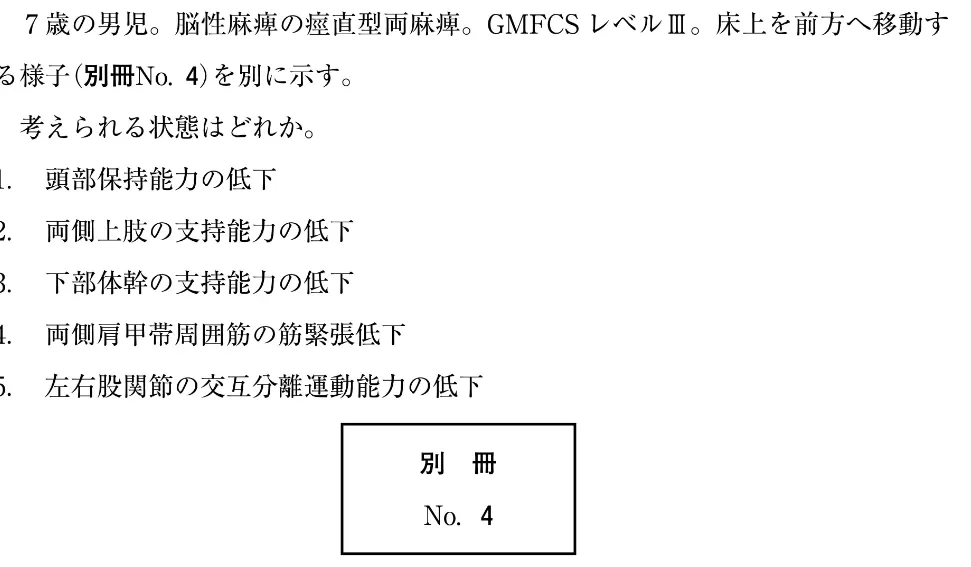 7歳の男児。脳性麻痺の痙直型両麻痺。GMFCS レベルⅢ。床上を前方へ移動す
る様子(別冊No. 4)を別に示す。
考えられる状態はどれか。
1. 頭部保持能力の低下
2. 両側上肢の支持能力の低下
3. 下部体幹の支持能力の低下
4. 両側肩甲帯周囲筋の筋緊張低下
5. 左右股関節の交互分離運動能力の低下
別 冊
No. 4